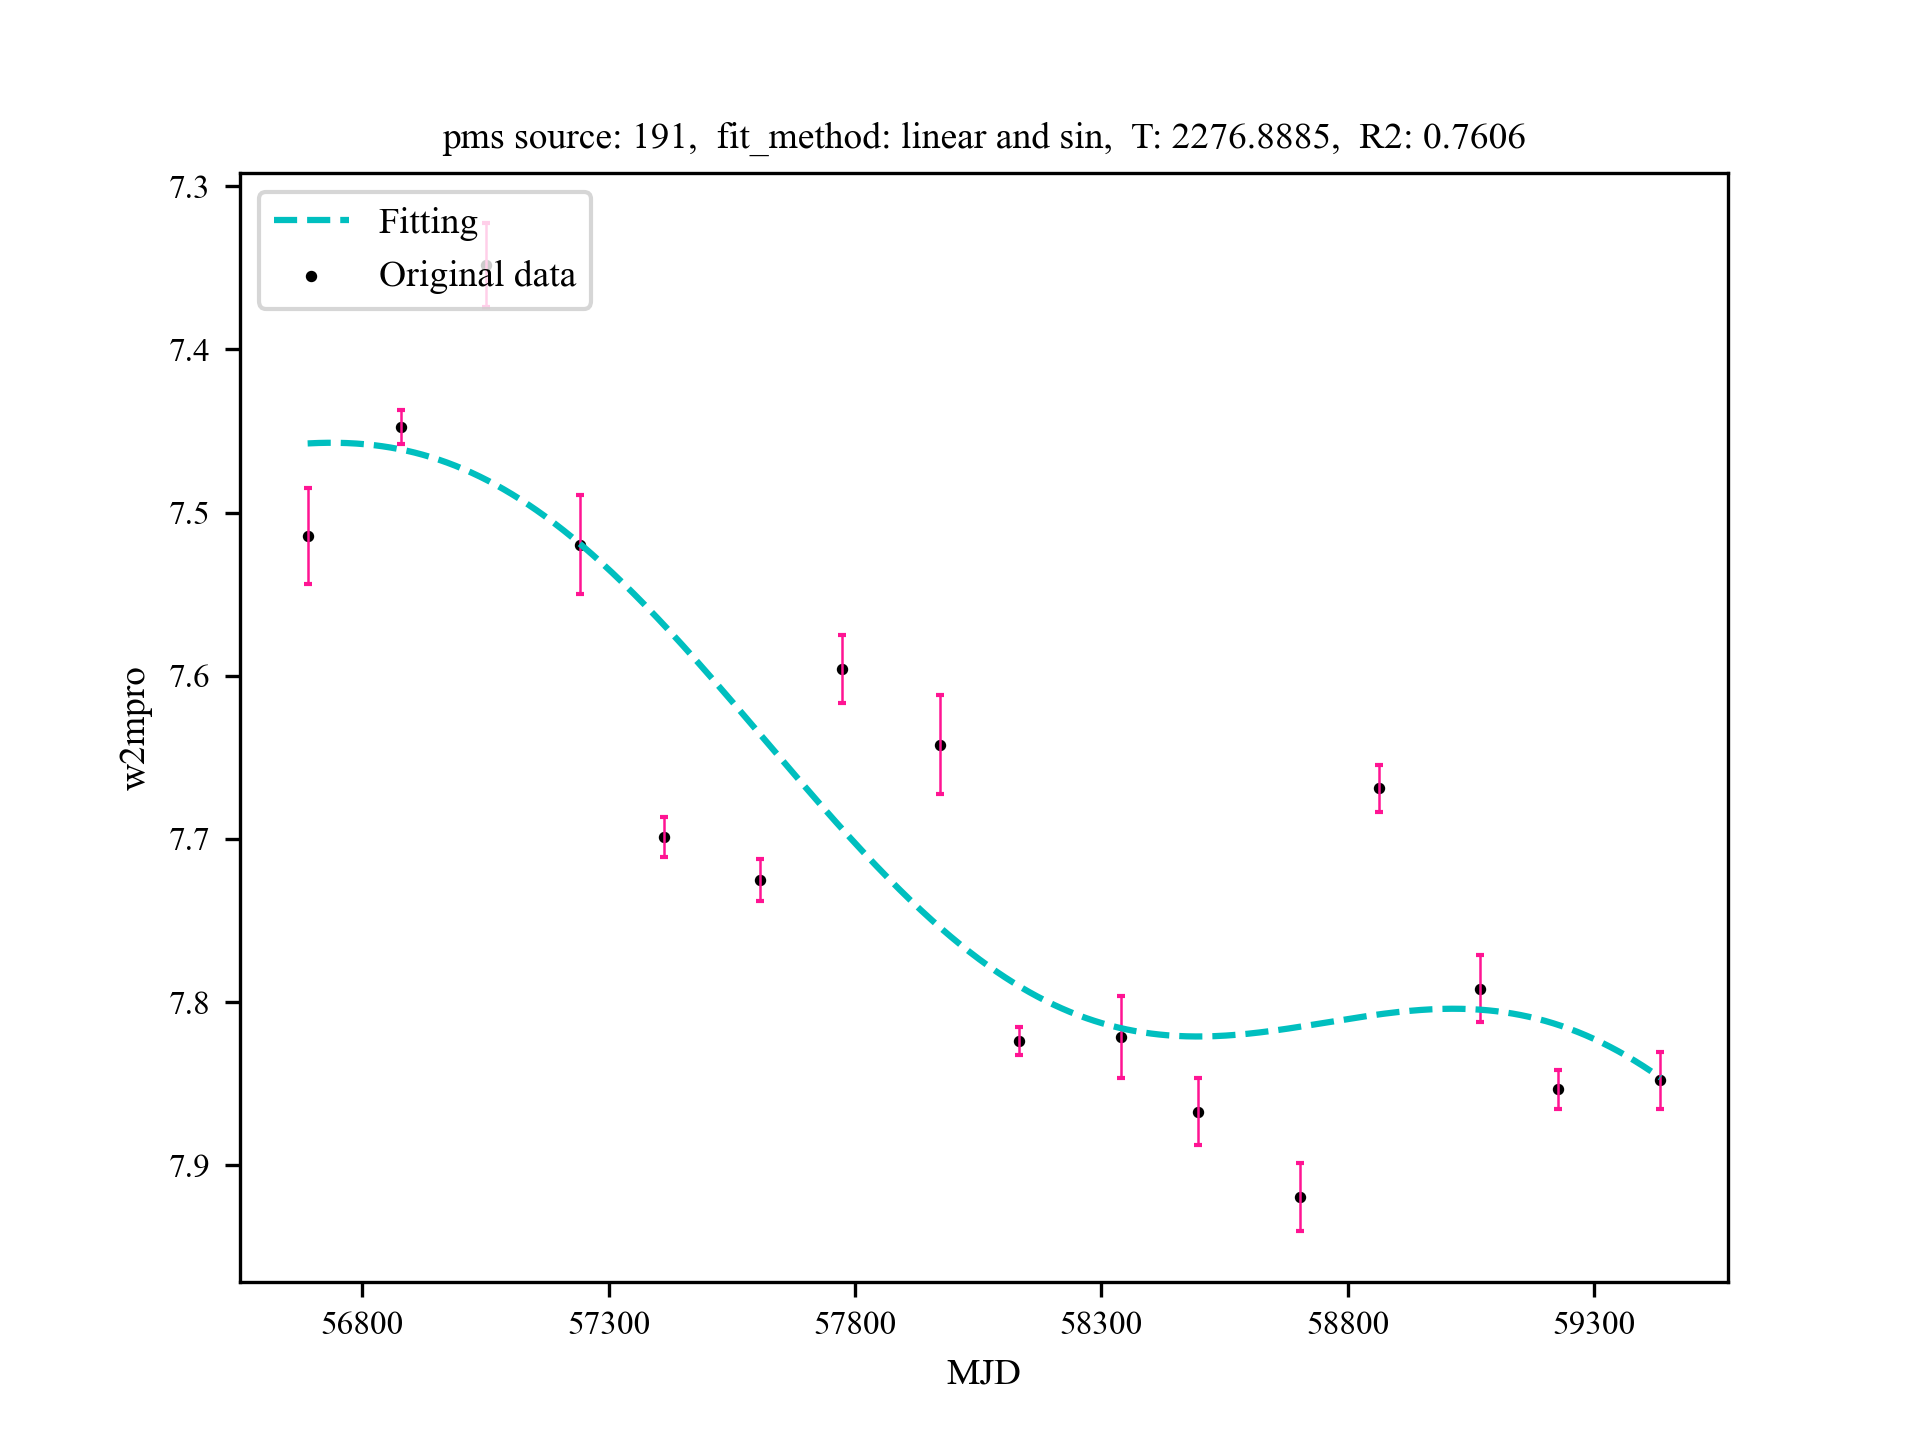 pms source: 191,  fit_method: linear and sin,  T: 2276.8885,  R2: 0.7606
Fitting
Original data
7.3
7.4
7.5
7.6
7.7
7.8
7.9
w2mpro
56800 57300 57800 58300 58800 59300
MJD